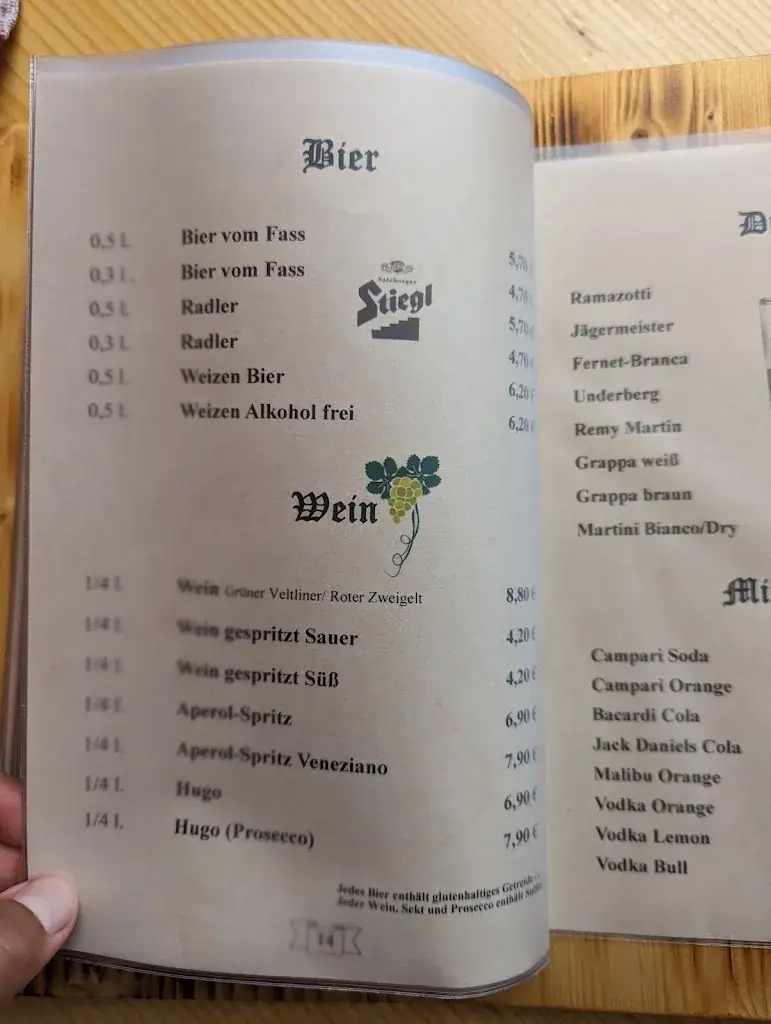 Bier
0,5 l. Bier vom Fass 5,70 €
0,3 l. Bier vom Fass 4,70 €
Salzburger
Stiegl
0,5 l. Radler 5,70 €
0,3 l. Radler 4,70 €
0,5 l. Weizen Bier 6,20 €
0,5 l. Weizen Alkohol frei 6,20 €
Wein
1/4 l. Wein Grüner Veltliner/ Roter Zweigelt 8,80 €
1/4 l. Wein gespritzt Sauer 4,20 €
1/4 l. Wein gespritzt Süß 4,20 €
1/4 l. Aperol-Spritz 6,90 €
1/4 l. Aperol-Spritz Veneziano 7,90 €
1/4 l. Hugo 6,90 €
1/4 l. Hugo (Prosecco) 7,90 €
Jedes Bier enthält glutenhaltiges Getreide
Jeder Wein, Sekt und Prosecco enthält
14
Ramazotti
Jägermeister
Fernet-Branca
Underberg
Remy Martin
Grappa weiß
Grappa braun
Martini Bianco/Dry
Mi
Campari Soda
Campari Orange
Bacardi Cola
Jack Daniels Cola
Malibu Orange
Vodka Orange
Vodka Lemon
Vodka Bull